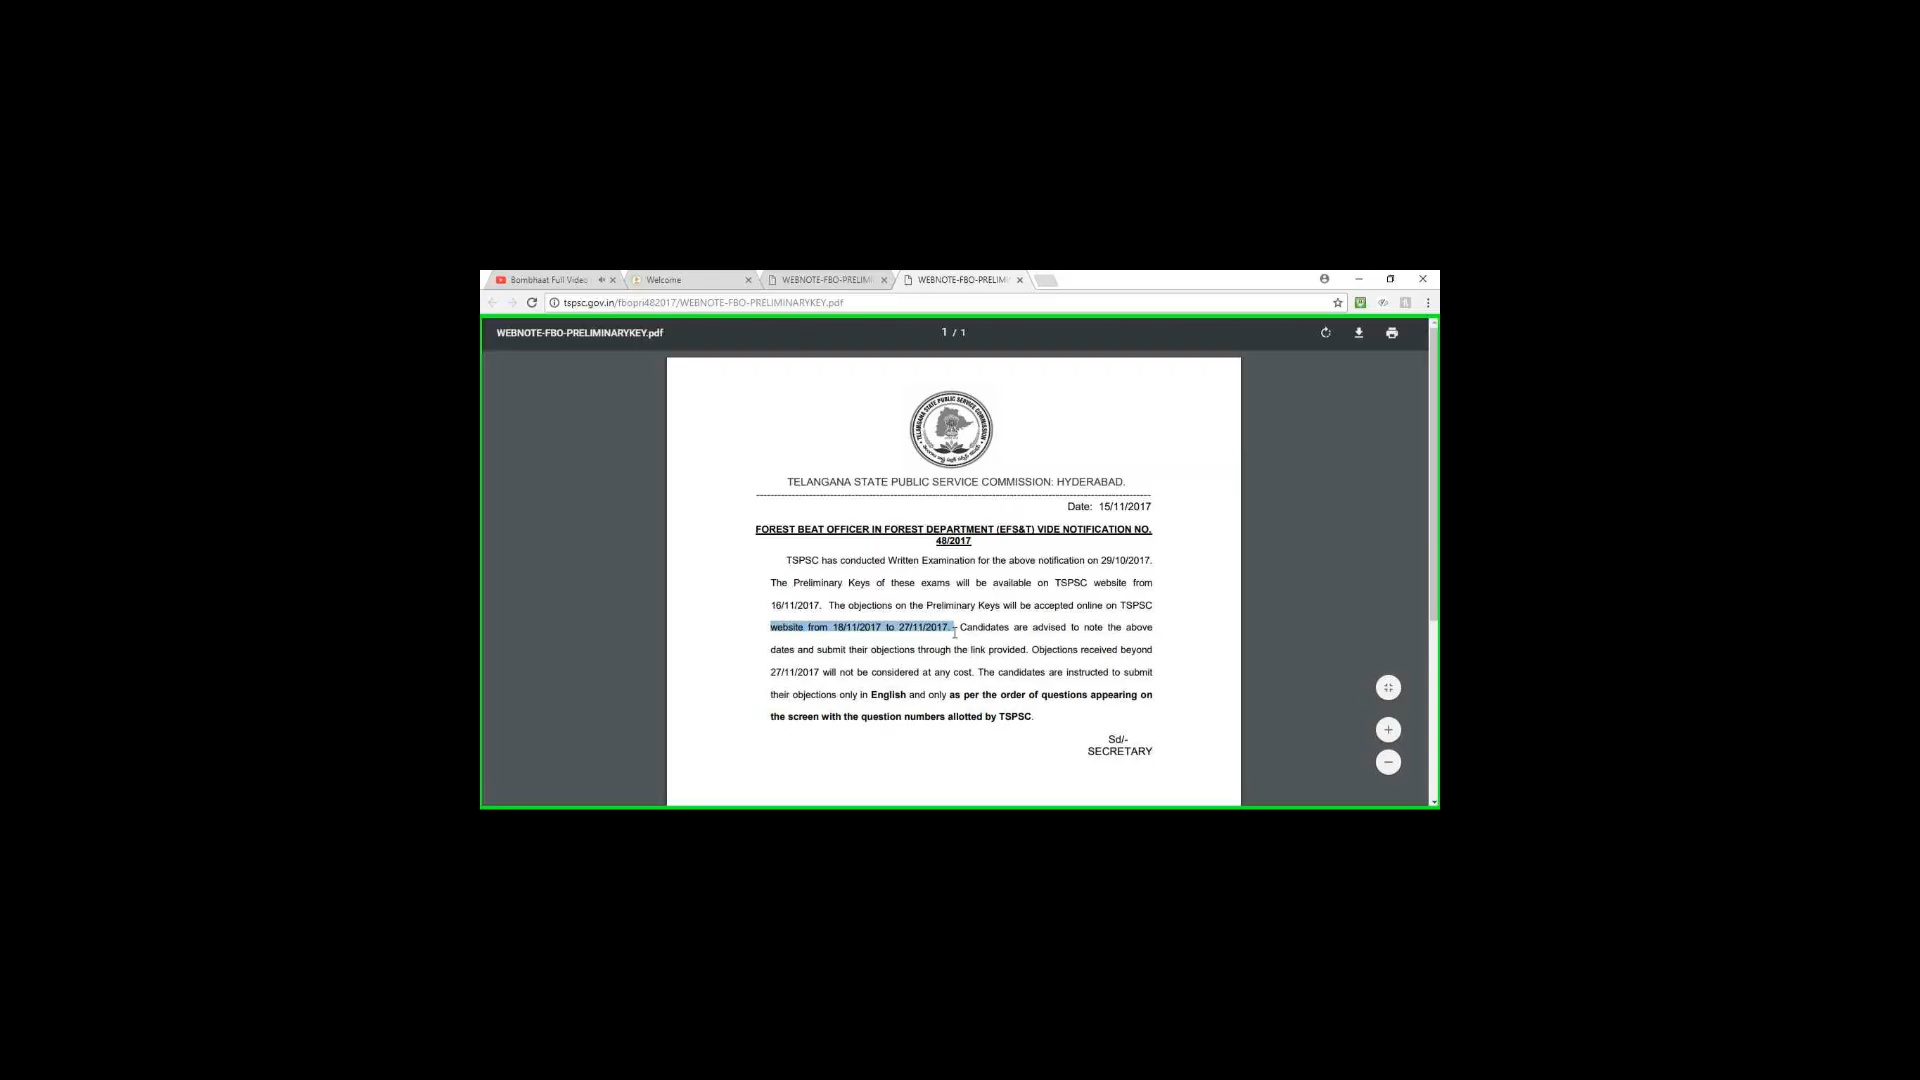 Bombhaat Full Video
Welcome
WEBNOTE-FBO-PRELIMI
WEBNOTE-FBO-PRELIMI
tspsc.gov.in/fbopri482017/WEBNOTE-FBO-PRELIMINARYKEY.pdf
WEBNOTE-FBO-PRELIMINARYKEY.pdf
1 / 1
TELANGANA STATE PUBLIC SERVICE COMMISSION
TELANGANA STATE PUBLIC SERVICE COMMISSION: HYDERABAD.
Date: 15/11/2017
FOREST BEAT OFFICER IN FOREST DEPARTMENT (EFS&T) VIDE NOTIFICATION NO.
48/2017
TSPSC has conducted Written Examination for the above notification on 29/10/2017.
The Preliminary Keys of these exams will be available on TSPSC website from
16/11/2017. The objections on the Preliminary Keys will be accepted online on TSPSC
website from 18/11/2017 to 27/11/2017. Candidates are advised to note the above
dates and submit their objections through the link provided. Objections received beyond
27/11/2017 will not be considered at any cost. The candidates are instructed to submit
their objections only in English and only as per the order of questions appearing on
the screen with the question numbers allotted by TSPSC.
Sd/-
SECRETARY